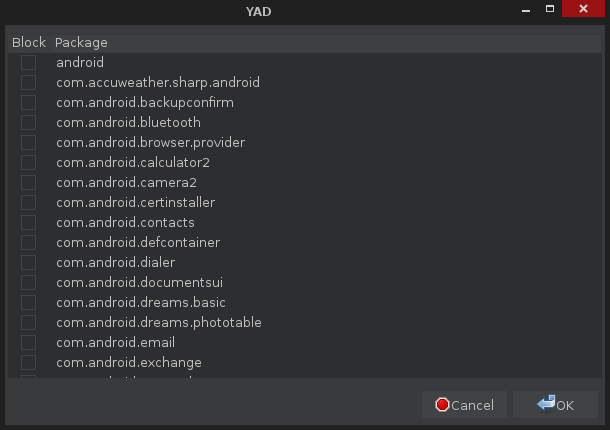 YAD
Block Package
android
com.accuweather.sharp.android
com.android.backupconfirm
com.android.bluetooth
com.android.browser.provider
com.android.calculator2
com.android.camera2
com.android.certinstaller
com.android.contacts
com.android.defcontainer
com.android.dialer
com.android.documentsui
com.android.dreams.basic
com.android.dreams.phototable
com.android.email
com.android.exchange
Cancel OK